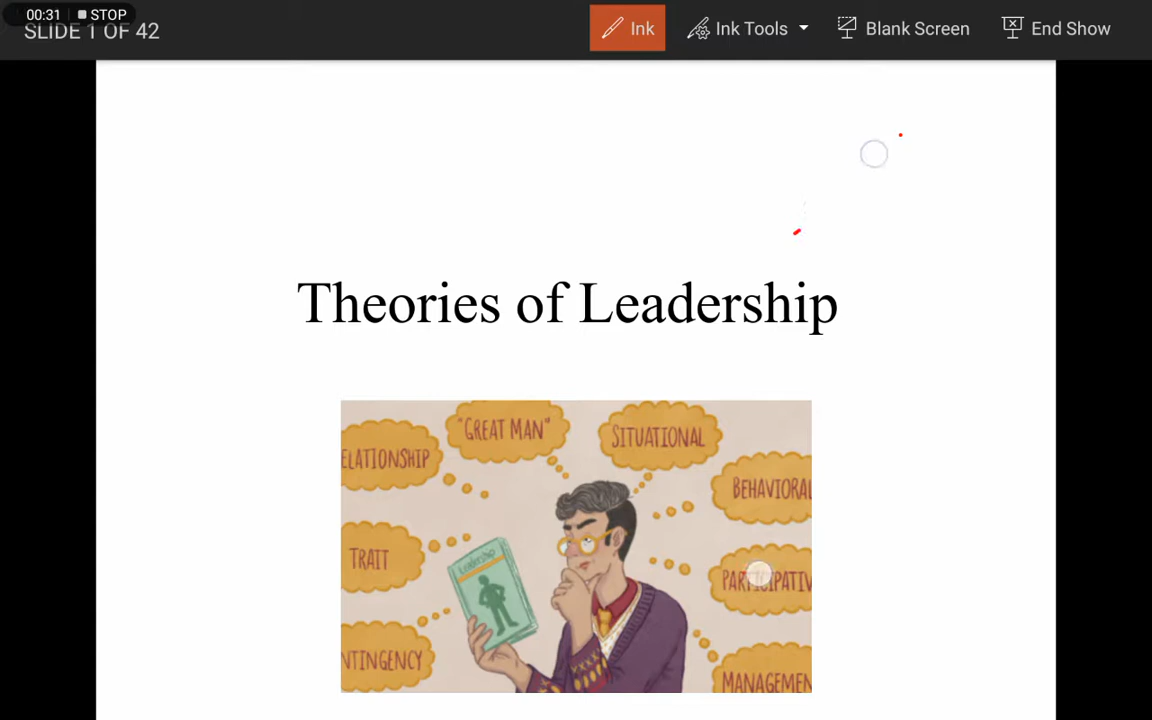 00:31 STOP
SLIDE 1 OF 42
Ink
Ink Tools
Blank Screen
End Show
Theories of Leadership
"GREAT MAN"
SITUATIONAL
ELATIONSHIP
BEHAVIORAL
TRAIT
Leadership
PARTICIPATIV
NTINGENCY
MANAGEMEN